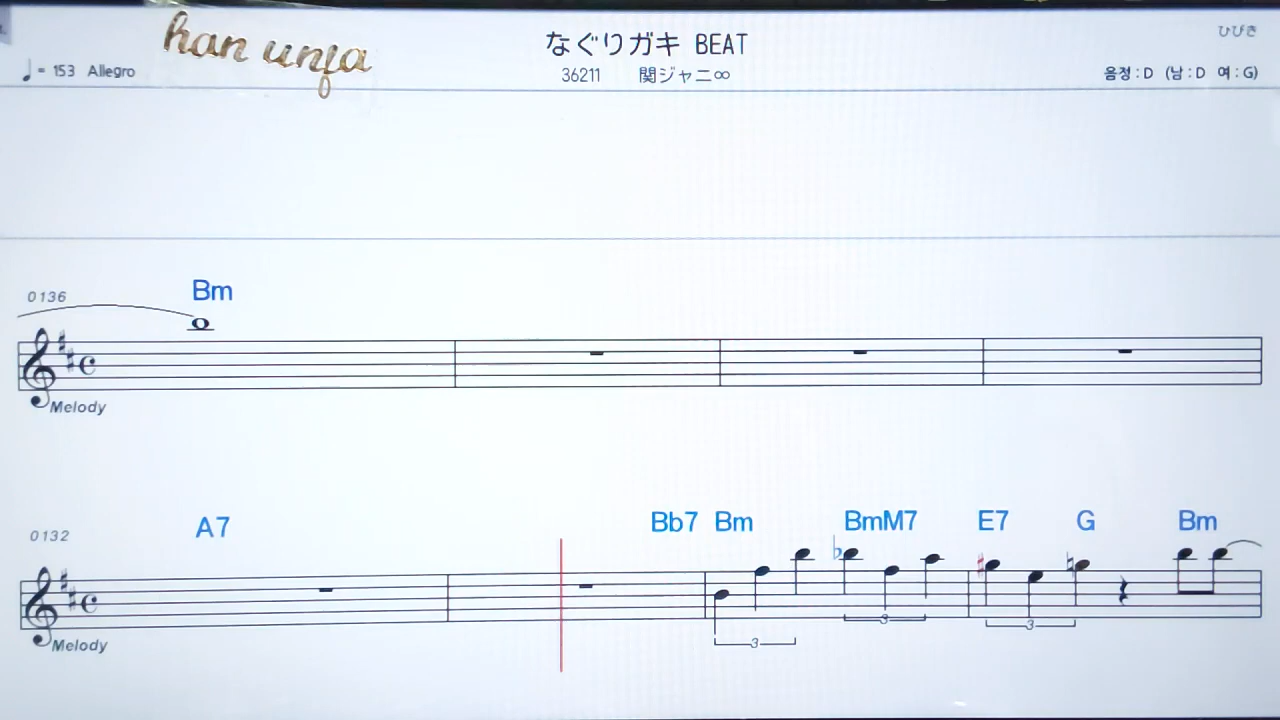 han unfa
なぐりガキ BEAT
ひびき
♩= 153 Allegro
36211 関ジャニ∞
음정 : D (남 : D 여 : G)
0136
Bm
Melody
0132
A7 Bb7 Bm BmM7 E7 G Bm
3 3 3
Melody